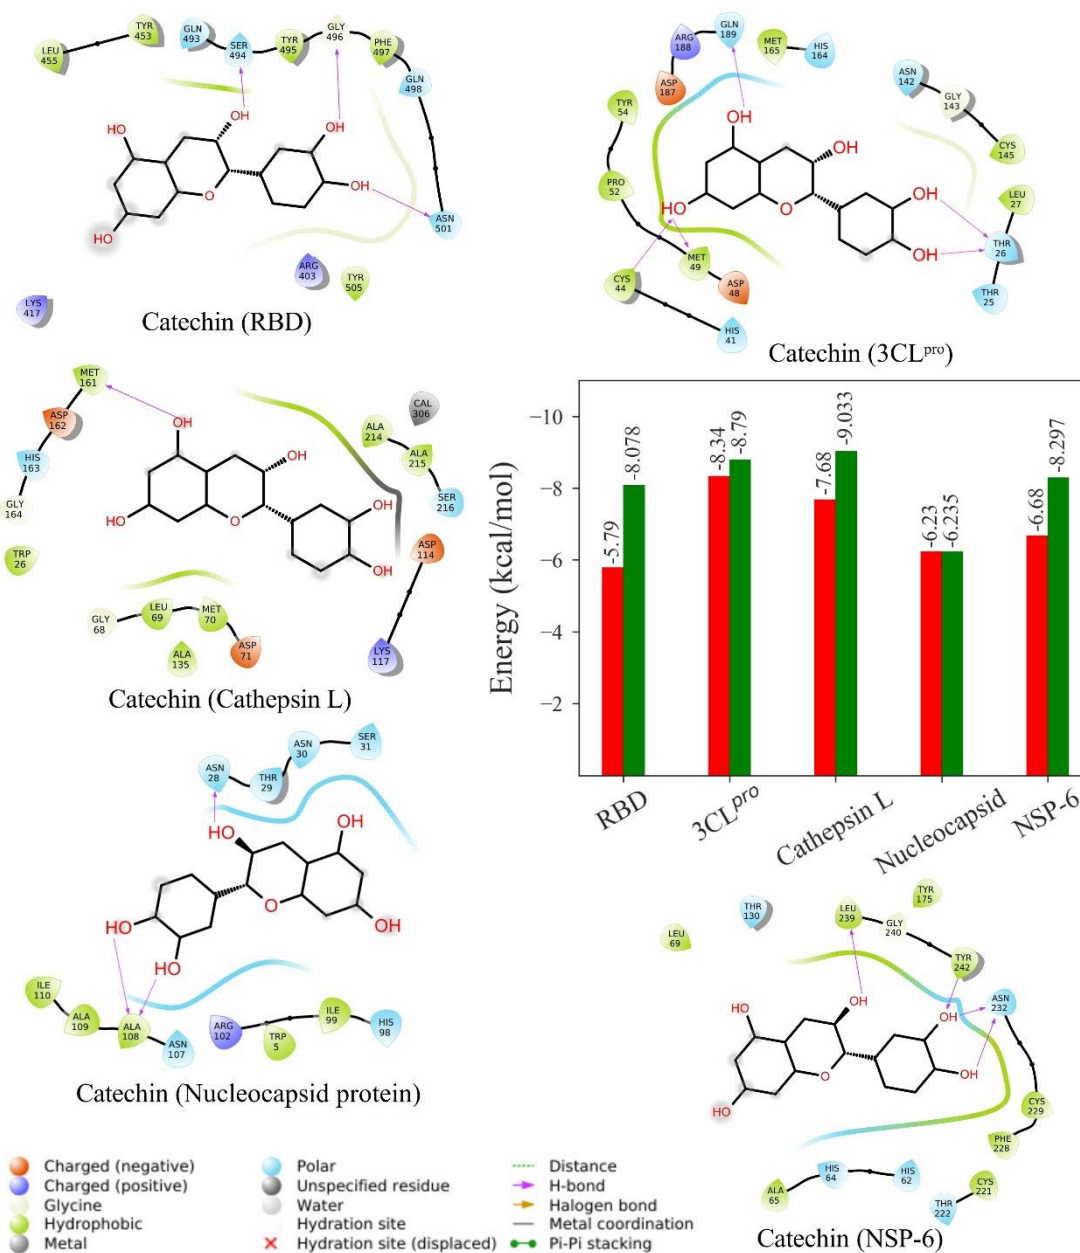 LEU
455
TYR
453
GLN
493
SER
494
TYR
495
GLY
496
PHE
497
GLN
498
ASN
501
HO
OH
OH
OH
O
HO
ARG
403
TYR
505
LYS
417
Catechin (RBD)
ARG
188
GLN
189
MET
165
HIS
164
ASP
187
TYR
54
ASN
142
GLY
143
CYS
145
PRO
52
LEU
27
THR
26
THR
25
OH
OH
OH
OH
HO
O
MET
49
CYS
44
ASP
48
HIS
41
Catechin (3CLpro)
MET
161
ASP
162
HIS
163
GLY
164
TRP
26
CAL
306
ALA
214
ALA
215
SER
216
ASP
114
LYS
117
OH
OH
OH
OH
HO
O
GLY
68
LEU
69
MET
70
ASP
71
ALA
135
Catechin (Cathepsin L)
Energy (kcal/mol)
−10
−8
−6
−4
−2
-5.79
-8.078
-8.34
-8.79
-7.68
-9.033
-6.23
-6.235
-6.68
-8.297
RBD
3CLpro
Cathepsin L
Nucleocapsid
NSP-6
ASN
28
THR
29
ASN
30
SER
31
HO
OH
OH
O
HO
HO
ILE
110
ALA
109
ALA
108
ASN
107
ARG
102
TRP
5
ILE
99
HIS
98
Catechin (Nucleocapsid protein)
LEU
69
THR
130
LEU
239
GLY
240
TYR
175
TYR
242
ASN
232
HO
OH
OH
OH
O
HO
CYS
229
PHE
228
CYS
221
THR
222
HIS
62
HIS
64
ALA
65
Catechin (NSP-6)
Charged (negative)
Charged (positive)
Glycine
Hydrophobic
Metal
Polar
Unspecified residue
Water
Hydration site
Hydration site (displaced)
Distance
H-bond
Halogen bond
Metal coordination
Pi-Pi stacking